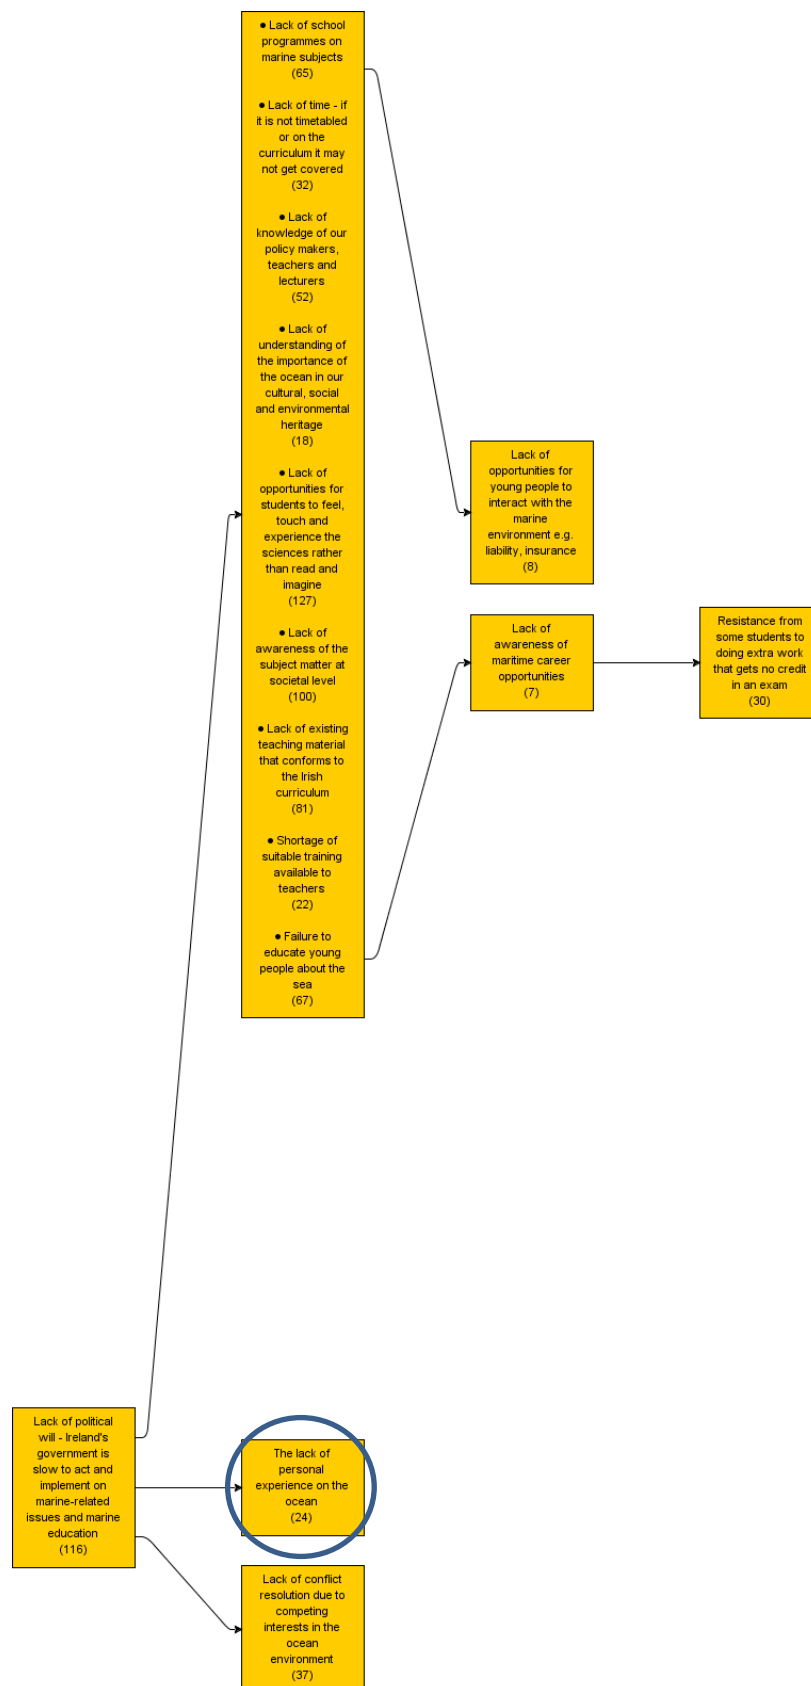 ● Lack of school
programmes on
marine subjects
(65)
● Lack of time - if
it is not timetabled
or on the
curriculum it may
not get covered
(32)
● Lack of
knowledge of our
policy makers,
teachers and
lecturers
(52)
● Lack of
understanding of
the importance of
the ocean in our
cultural, social
and environmental
heritage
(18)
● Lack of
opportunities for
students to feel,
touch and
experience the
sciences rather
than read and
imagine
(127)
● Lack of
awareness of the
subject matter at
societal level
(100)
● Lack of existing
teaching material
that conforms to
the Irish
curriculum
(81)
● Shortage of
suitable training
available to
teachers
(22)
● Failure to
educate young
people about the
sea
(67)
Lack of
opportunities for
young people to
interact with the
marine
environment e.g.
liability, insurance
(8)
Lack of
awareness of
maritime career
opportunities
(7)
Resistance from
some students to
doing extra work
that gets no credit
in an exam
(30)
Lack of political
will - Ireland's
government is
slow to act and
implement on
marine-related
issues and marine
education
(116)
The lack of
personal
experience on the
ocean
(24)
Lack of conflict
resolution due to
competing
interests in the
ocean
environment
(37)